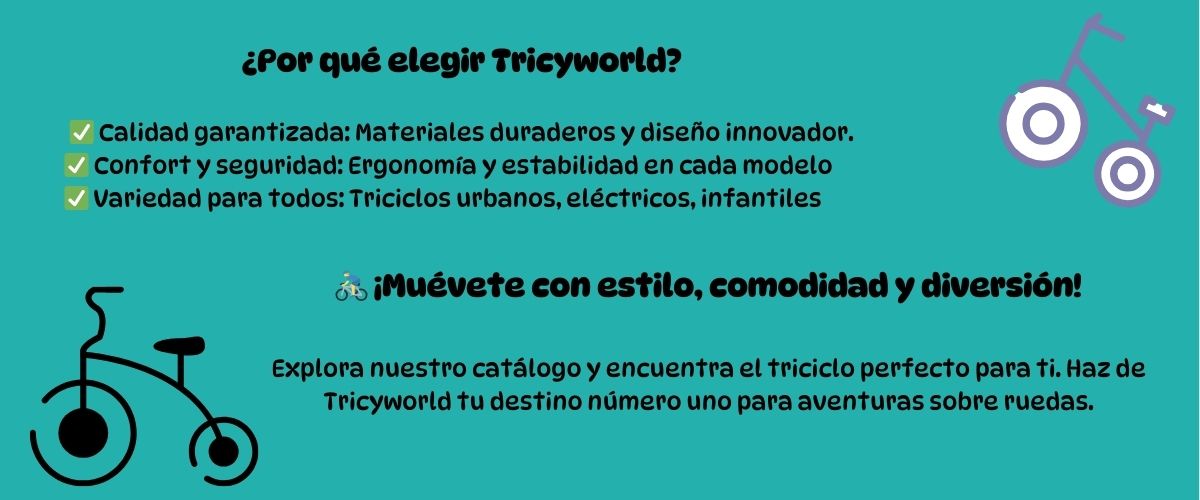 ¿Por qué elegir Tricyworld?
✅ Calidad garantizada: Materiales duraderos y diseño innovador.
✅ Confort y seguridad: Ergonomía y estabilidad en cada modelo
✅ Variedad para todos: Triciclos urbanos, eléctricos, infantiles
🚴 ¡Muévete con estilo, comodidad y diversión!
Explora nuestro catálogo y encuentra el triciclo perfecto para ti. Haz de
Tricyworld tu destino número uno para aventuras sobre ruedas.